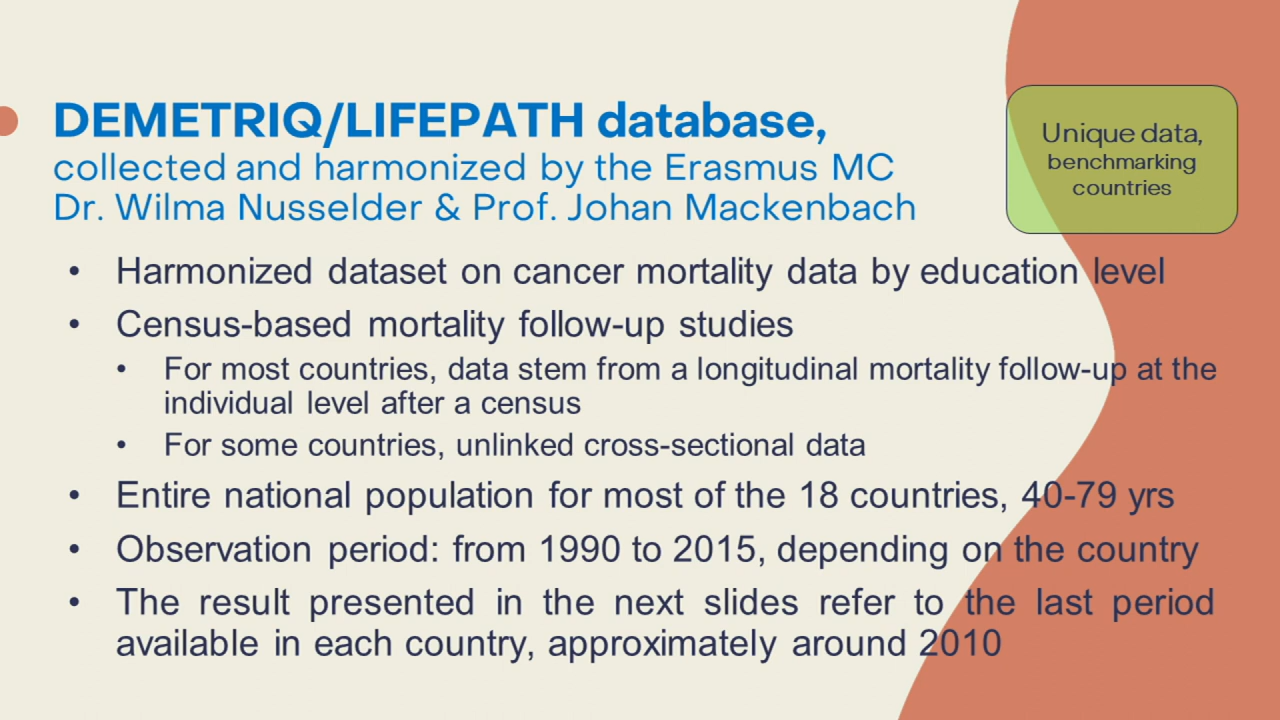 DEMETRIQ/LIFEPATH database,
collected and harmonized by the Erasmus MC
Dr. Wilma Nusselder & Prof. Johan Mackenbach
Unique data,
benchmarking
countries
• Harmonized dataset on cancer mortality data by education level
• Census-based mortality follow-up studies
• For most countries, data stem from a longitudinal mortality follow-up at the
individual level after a census
• For some countries, unlinked cross-sectional data
• Entire national population for most of the 18 countries, 40-79 yrs
• Observation period: from 1990 to 2015, depending on the country
• The result presented in the next slides refer to the last period
available in each country, approximately around 2010